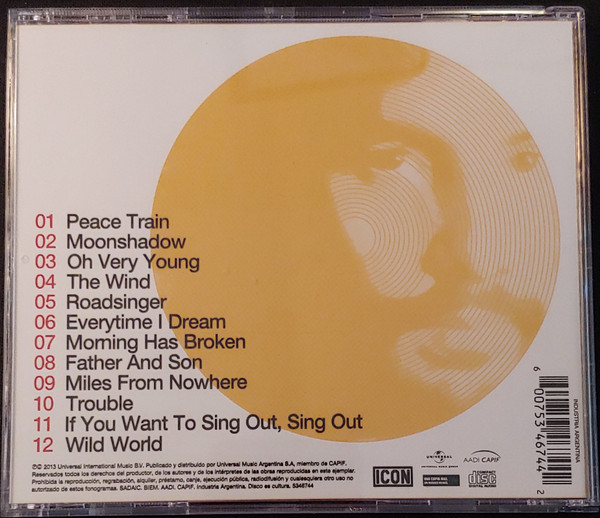 01 Peace Train
02 Moonshadow
03 Oh Very Young
04 The Wind
05 Roadsinger
06 Everytime I Dream
07 Morning Has Broken
08 Father And Son
09 Miles From Nowhere
10 Trouble
11 If You Want To Sing Out, Sing Out
12 Wild World
℗© 2013 Universal International Music B.V. Publicado y distribuido por Universal Music Argentina S.A, miembro de CAPIF.
Reservados todos los derechos del productor, de los autores y de los intérpretes de las obras reproducidas en este ejemplar.
Prohibida la reproducción, regrabación, alquiler, préstamo, canje, ejecución pública, radiodifusión y cualesquiera otro uso no
autorizado de estos fonogramas. SADAIC. BIEM. AADI. CAPIF. Industria Argentina. Disco es cultura. 5346744
ICON
UNIVERSAL
AADI CAPIF
COMPACT
disc
DIGITAL AUDIO
INDUSTRIA ARGENTINA
6 00753 46744 2